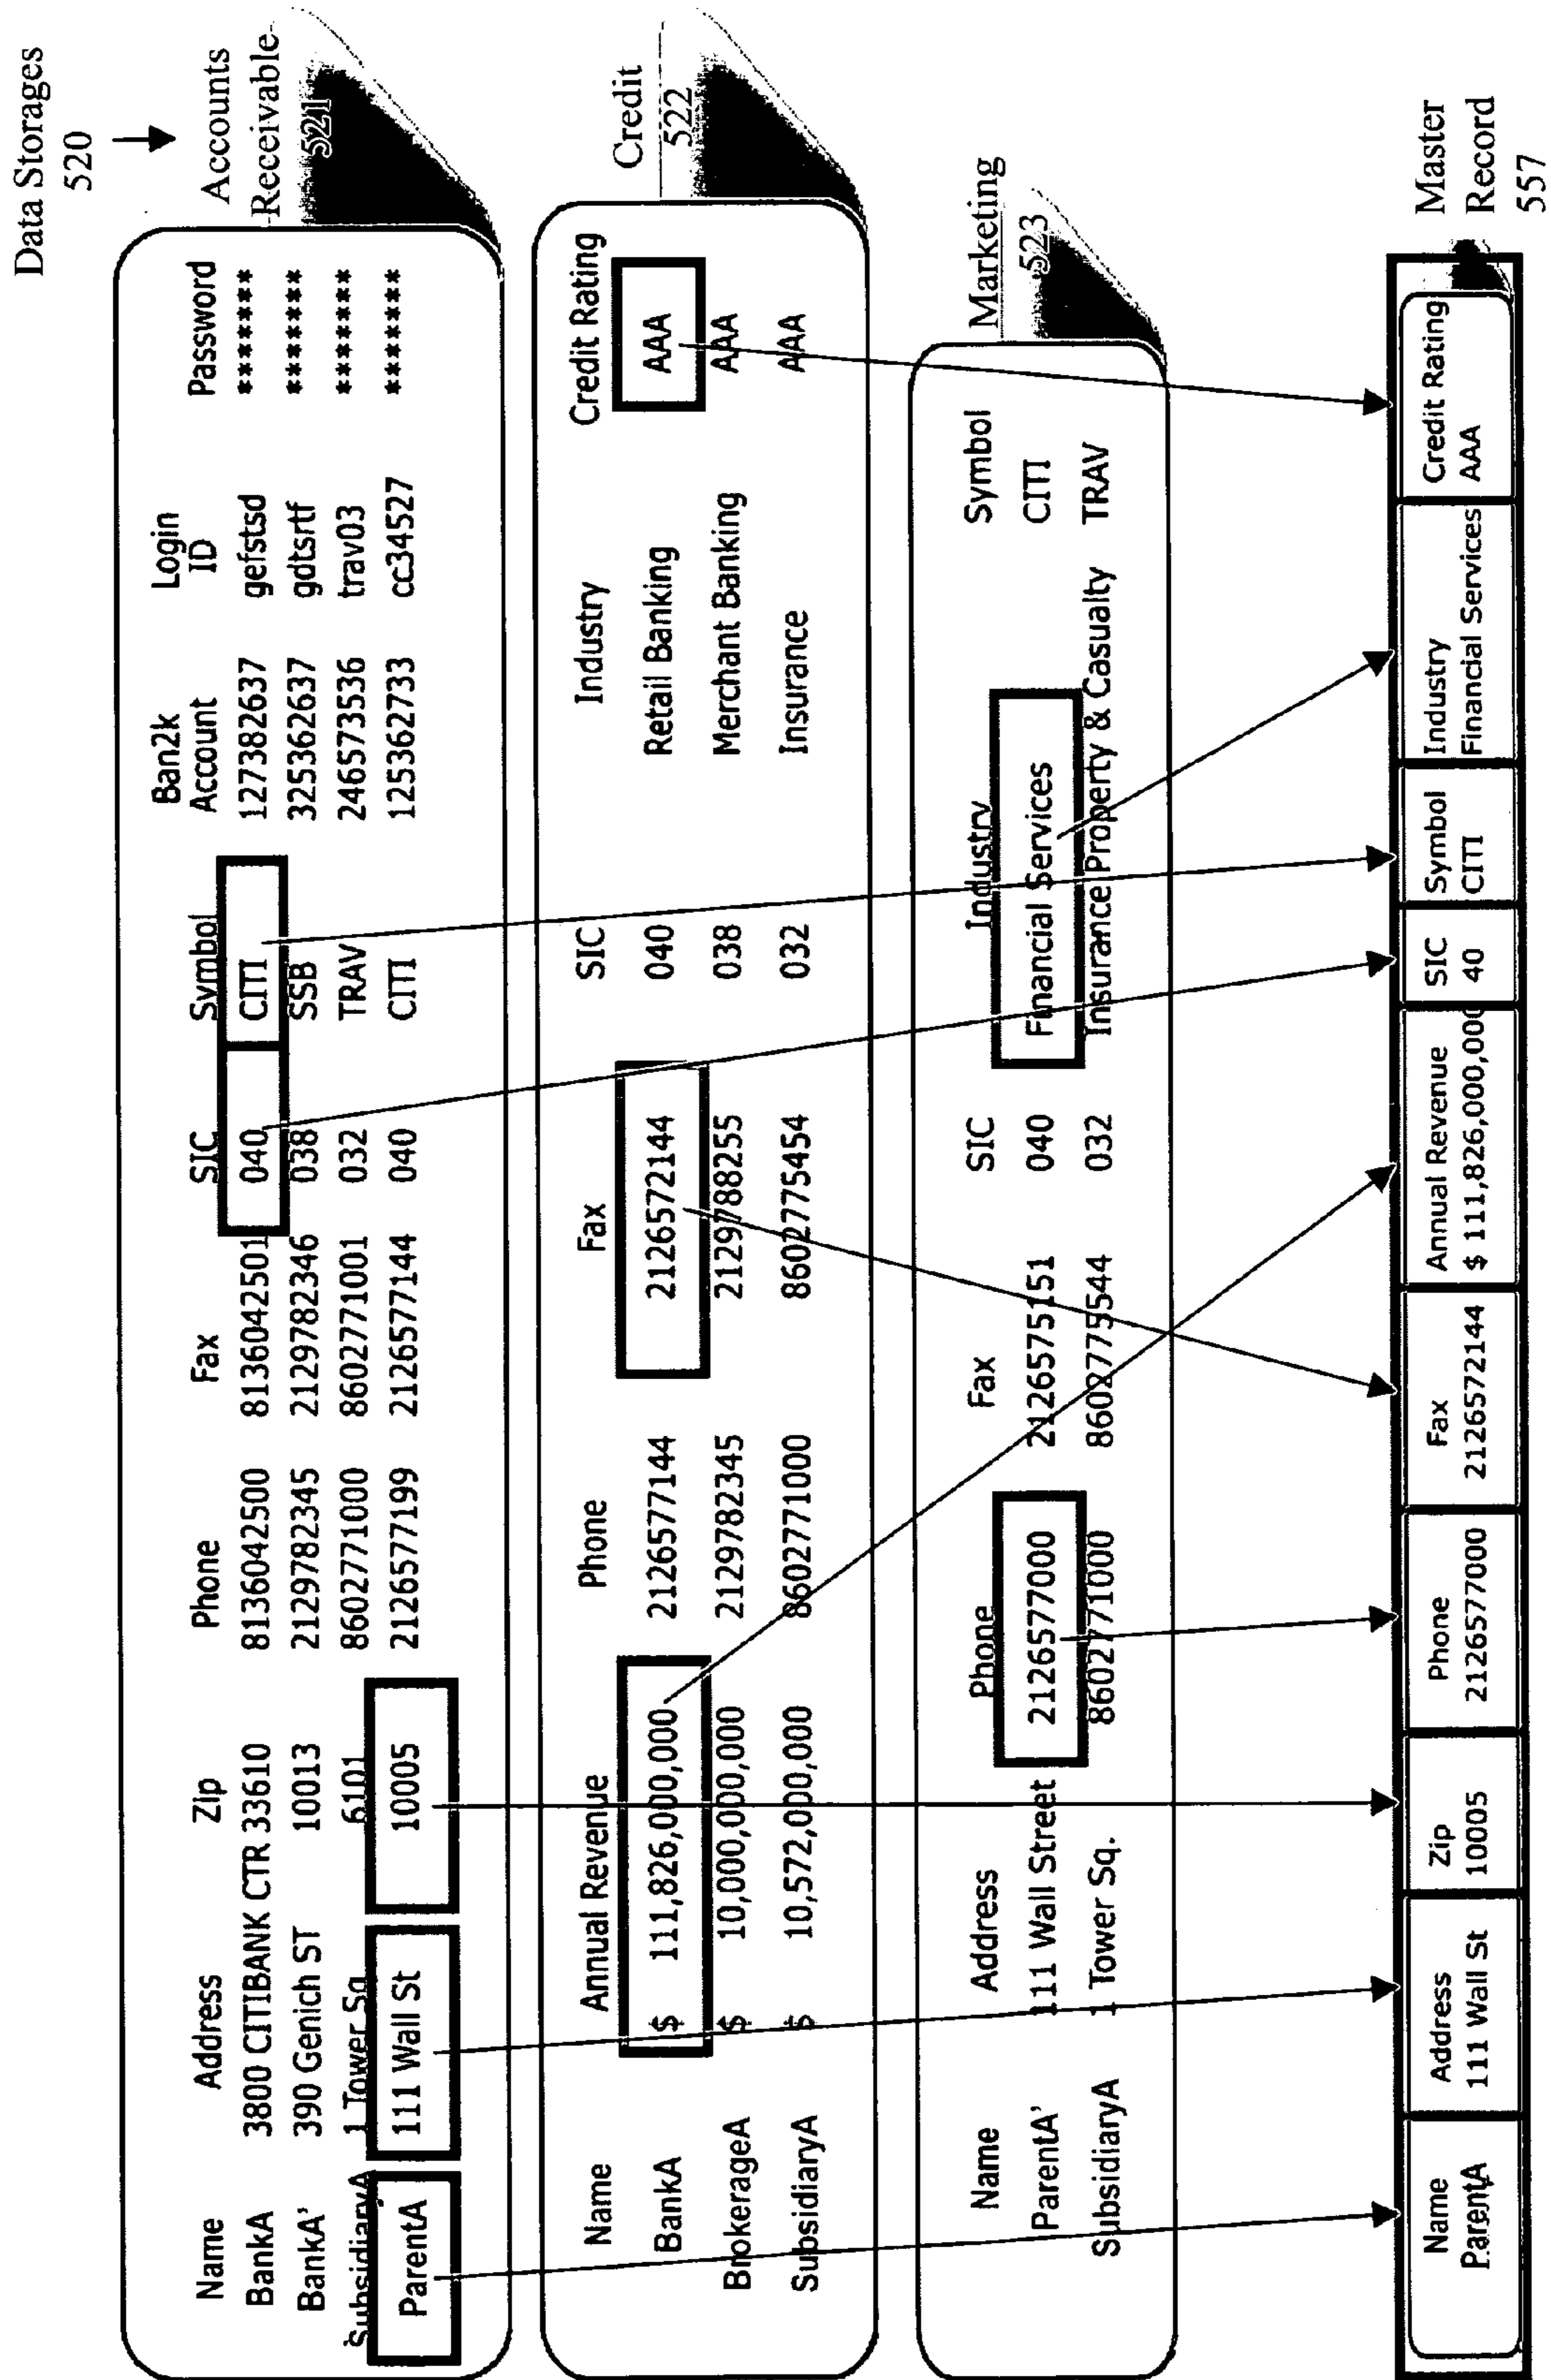 Data Storages
520
Accounts
Receivable
521
Name Address Zip Phone Fax SIC Symbol Ban2k Account Login ID Password
BankA 3800 CITIBANK CTR 33610 8136042500 8136042501 040 CITI 127382637 gefstsd *******
BankA' 390 Genich ST 10013 2129782345 2129782346 038 SSB 325362637 gdtsrtf *******
SubsidiaryA 1 Tower Sq 6101 8602771000 8602771001 032 TRAV 246573536 trav03 *******
ParentA 111 Wall St 10005 2126577199 2126577144 040 CITI 125362733 cc34527 *******
Credit
522
Name Annual Revenue Phone Fax SIC Industry Credit Rating
BankA $ 111,826,000,000 2126577144 2126572144 040 Retail Banking AAA
BrokerageA $ 10,000,000,000 2129782345 2129788255 038 Merchant Banking AAA
SubsidiaryA $ 10,572,000,000 8602771000 8602775454 032 Insurance AAA
Marketing
523
Name Address Phone Fax SIC Industry Symbol
ParentA' 111 Wall Street 2126577000 2126575151 040 Financial Services CITI
SubsidiaryA 1 Tower Sq. 8602771000 8602775544 032 Insurance Property & Casualty TRAV
Master
Record
557
Name Address Zip Phone Fax Annual Revenue SIC Symbol Industry Credit Rating
ParentA 111 Wall St 10005 2126577000 2126572144 $ 111,826,000,000 40 CITI Financial Services AAA